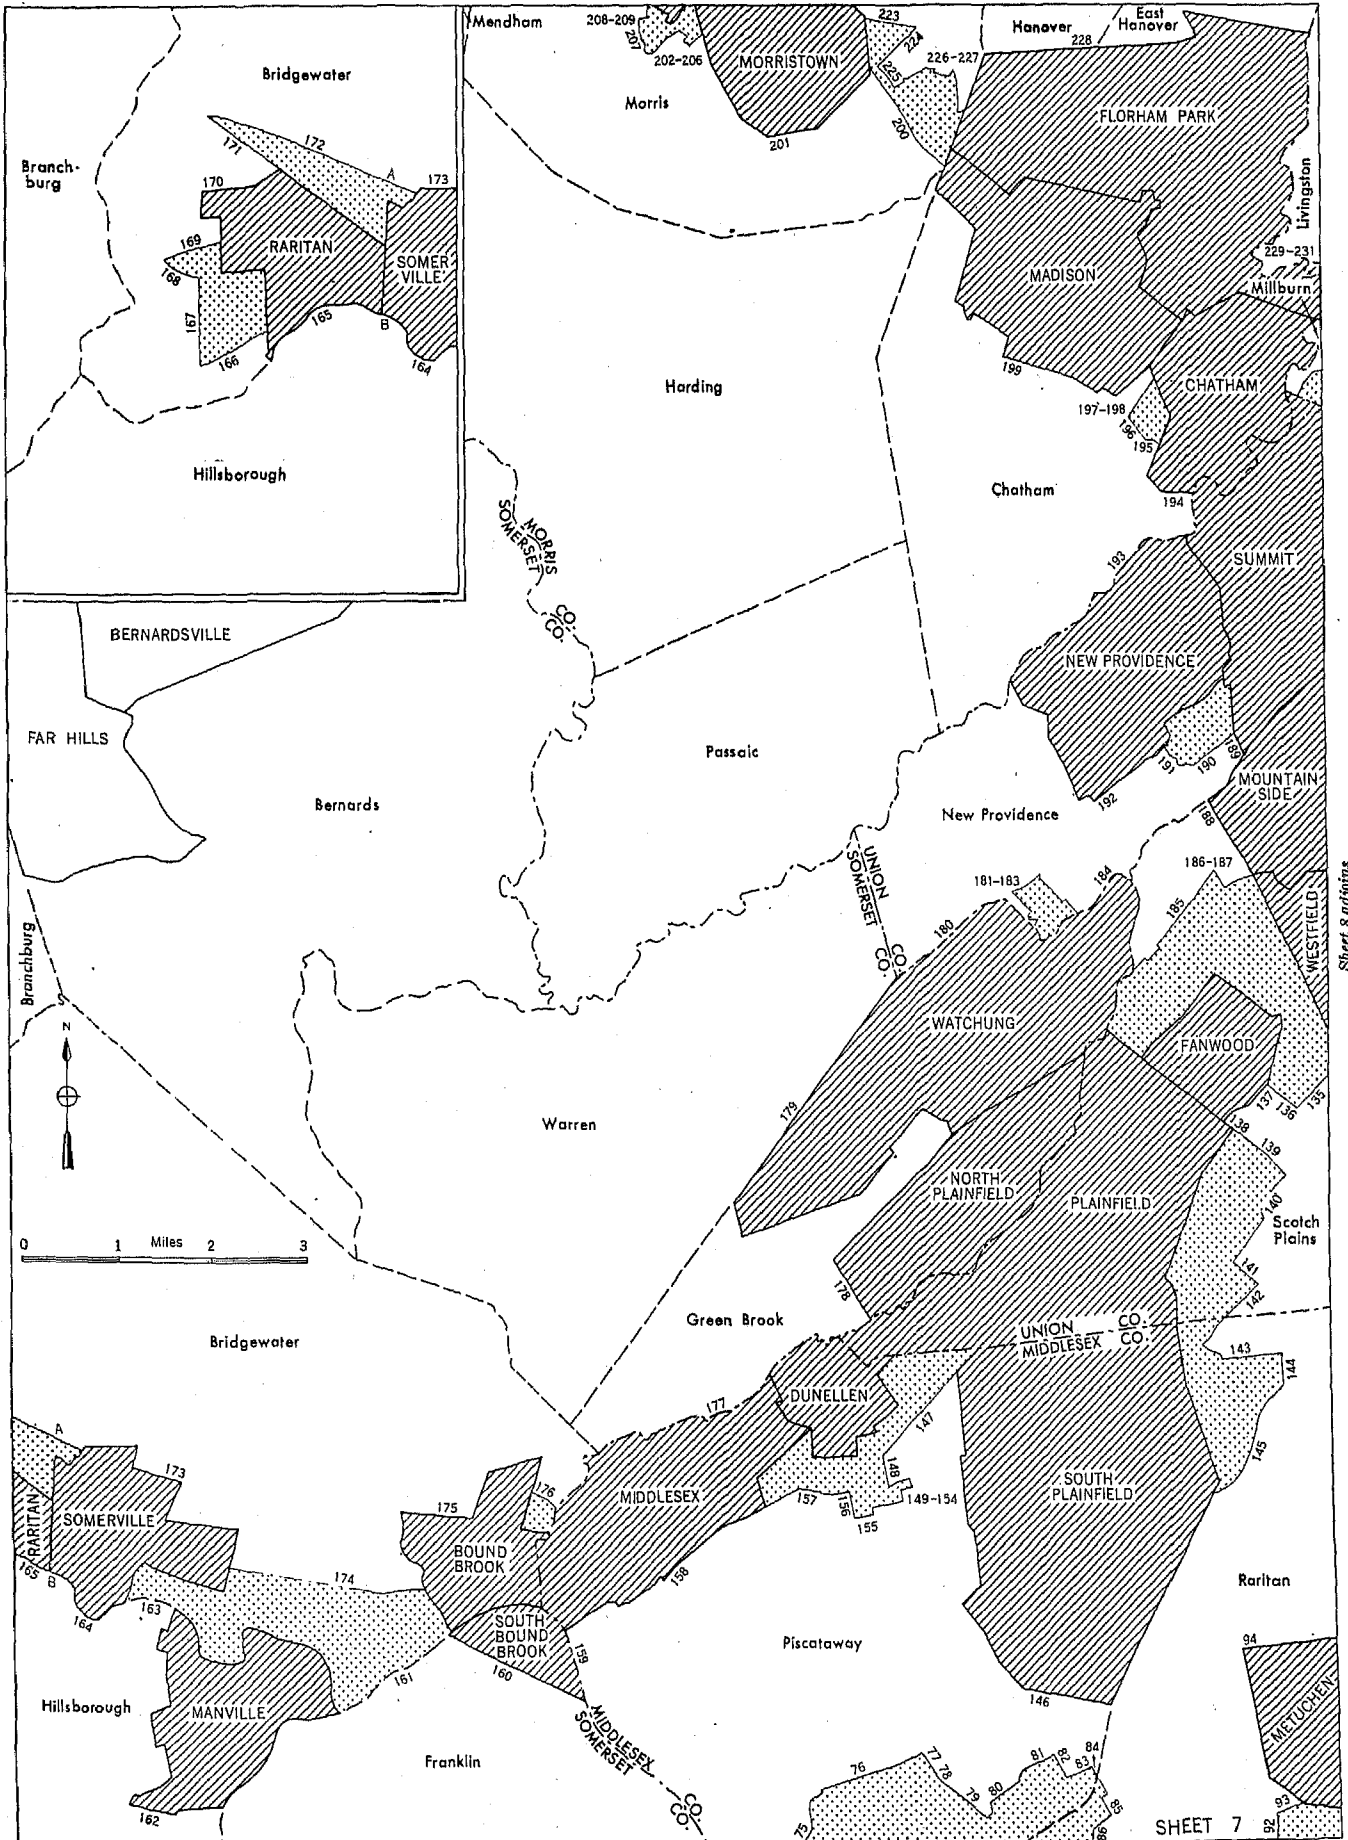 Mendham
208-209
207
202-206
MORRISTOWN
223
224
225
226-227
Hanover
228
East
Hanover
FLORHAM PARK
Morris
200
201
Livingston
229-231
Millburn
MADISON
199
CHATHAM
197-198
196
195
194
Harding
Chatham
193
SUMMIT
Bridgewater
Branch-
burg
172
171
A
170
173
169
168
RARITAN
SOMER
VILLE
167
165
B
166
164
Hillsborough
MORRIS CO.
SOMERSET CO.
BERNARDSVILLE
FAR HILLS
NEW PROVIDENCE
Passaic
191
190
189
192
MOUNTAIN
SIDE
Bernards
New Providence
188
UNION CO.
SOMERSET CO.
181-183
184
186-187
185
180
WESTFIELD
Sheet 8 adjoins
Branchburg
S
N
WATCHUNG
FANWOOD
179
Warren
137
136
135
138
139
NORTH
PLAINFIELD
PLAINFIELD
140
Scotch
Plains
141
142
0 1 Miles 2 3
178
Green Brook
UNION CO.
MIDDLESEX CO.
143
144
Bridgewater
DUNELLEN
177
147
145
A
173
148
149-154
SOUTH
PLAINFIELD
176
175
MIDDLESEX
157
156
155
RARITAN
SOMERVILLE
BOUND
BROOK
165
B
174
158
164
163
Raritan
SOUTH
BOUND
BROOK
159
160
Piscataway
161
94
146
Hillsborough
MANVILLE
METUCHEN
MIDDLESEX CO.
SOMERSET CO.
Franklin
162
76
77
78
79
80
81
82
83
84
85
86
75
93
92
SHEET 7